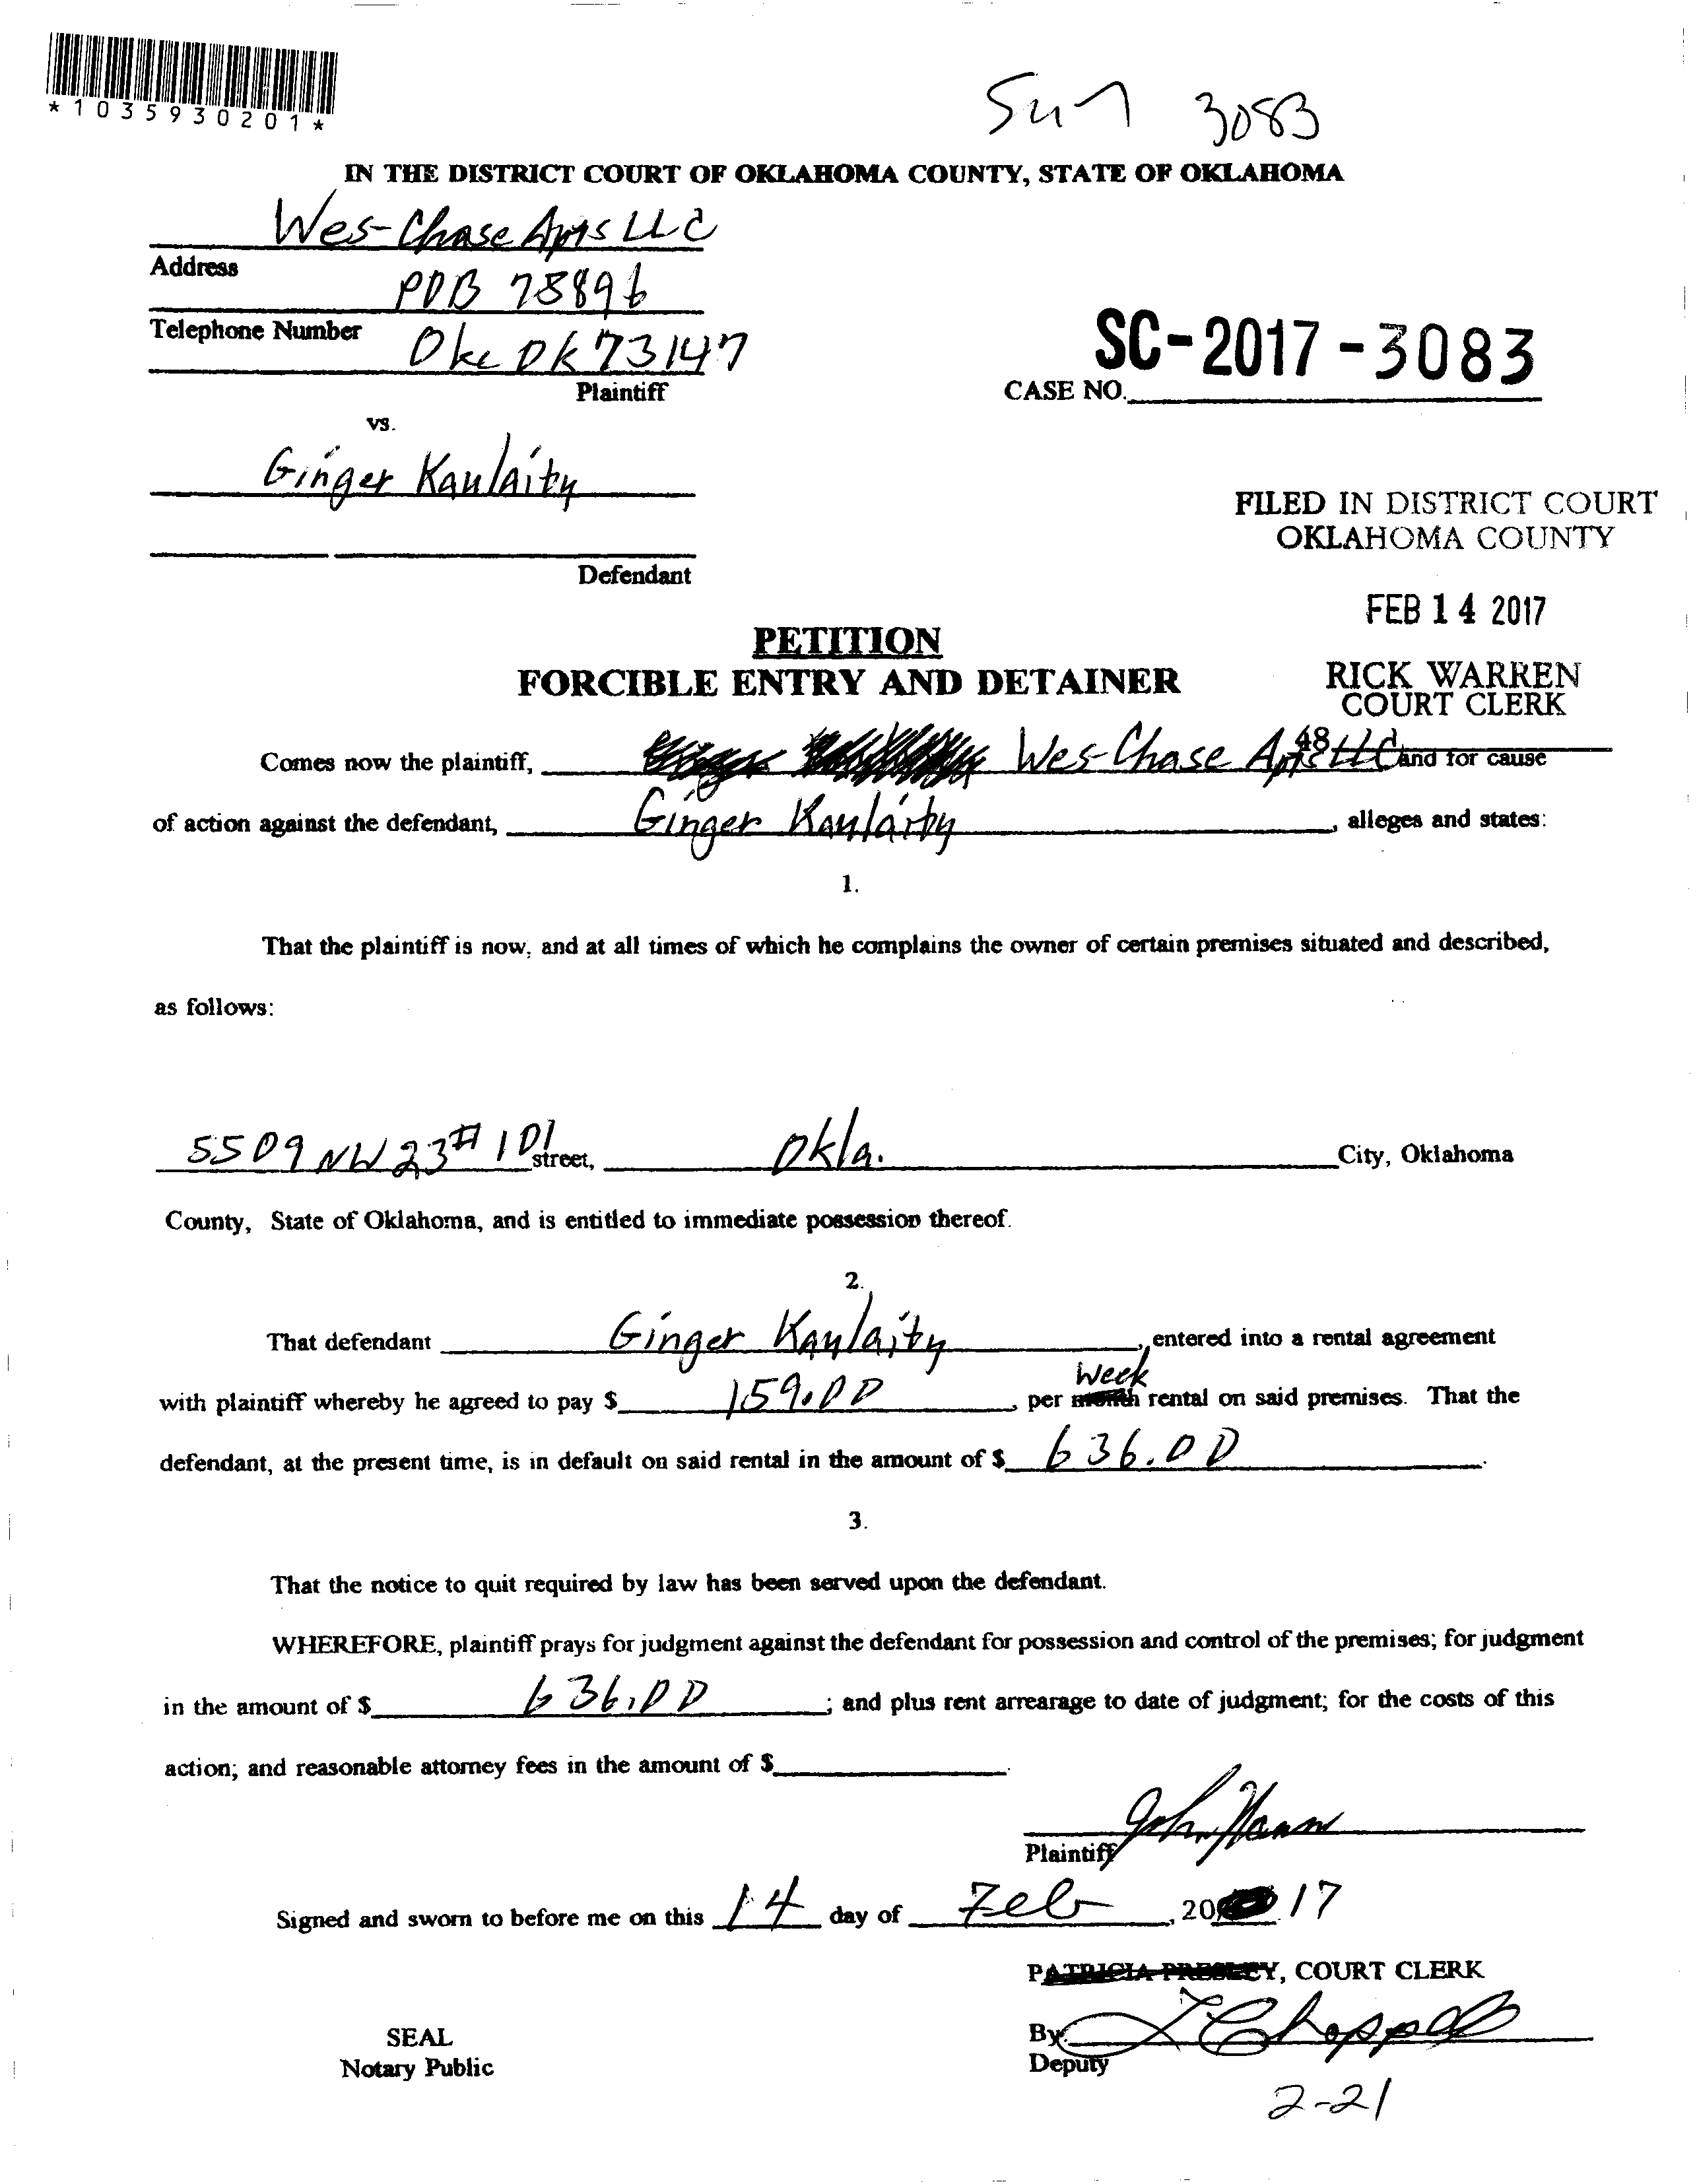 *1035930201*
3083
IN THE DISTRICT COURT OF OKLAHOMA COUNTY, STATE OF OKLAHOMA
Wes-Chase Apts LLC
Address
POB 75896
Telephone Number
Okc OK 73147
Plaintiff
SC-2017-3083
CASE NO.
vs.
Ginger Kaulaity
Defendant
FILED IN DISTRICT COURT
OKLAHOMA COUNTY
FEB 14 2017
RICK WARREN
COURT CLERK
48
PETITION
FORCIBLE ENTRY AND DETAINER
Comes now the plaintiff, Wes-Chase Apts LLC and for cause
of action against the defendant, Ginger Kaulaity, alleges and states:
1.
That the plaintiff is now, and at all times of which he complains the owner of certain premises situated and described,
as follows:
5509 NW 23 # 101 street, Okla. City, Oklahoma
County, State of Oklahoma, and is entitled to immediate possession thereof.
2.
That defendant Ginger Kaulaity, entered into a rental agreement
with plaintiff whereby he agreed to pay $ 159.00, per month week rental on said premises. That the
defendant, at the present time, is in default on said rental in the amount of $ 636.00.
3.
That the notice to quit required by law has been served upon the defendant.
WHEREFORE, plaintiff prays for judgment against the defendant for possession and control of the premises; for judgment
in the amount of $ 636.00; and plus rent arrearage to date of judgment; for the costs of this
action; and reasonable attorney fees in the amount of $
Plaintiff
Signed and sworn to before me on this 14 day of Feb, 20 17
PATRICIA PRESLEY, COURT CLERK
By
Deputy
SEAL
Notary Public
2-21